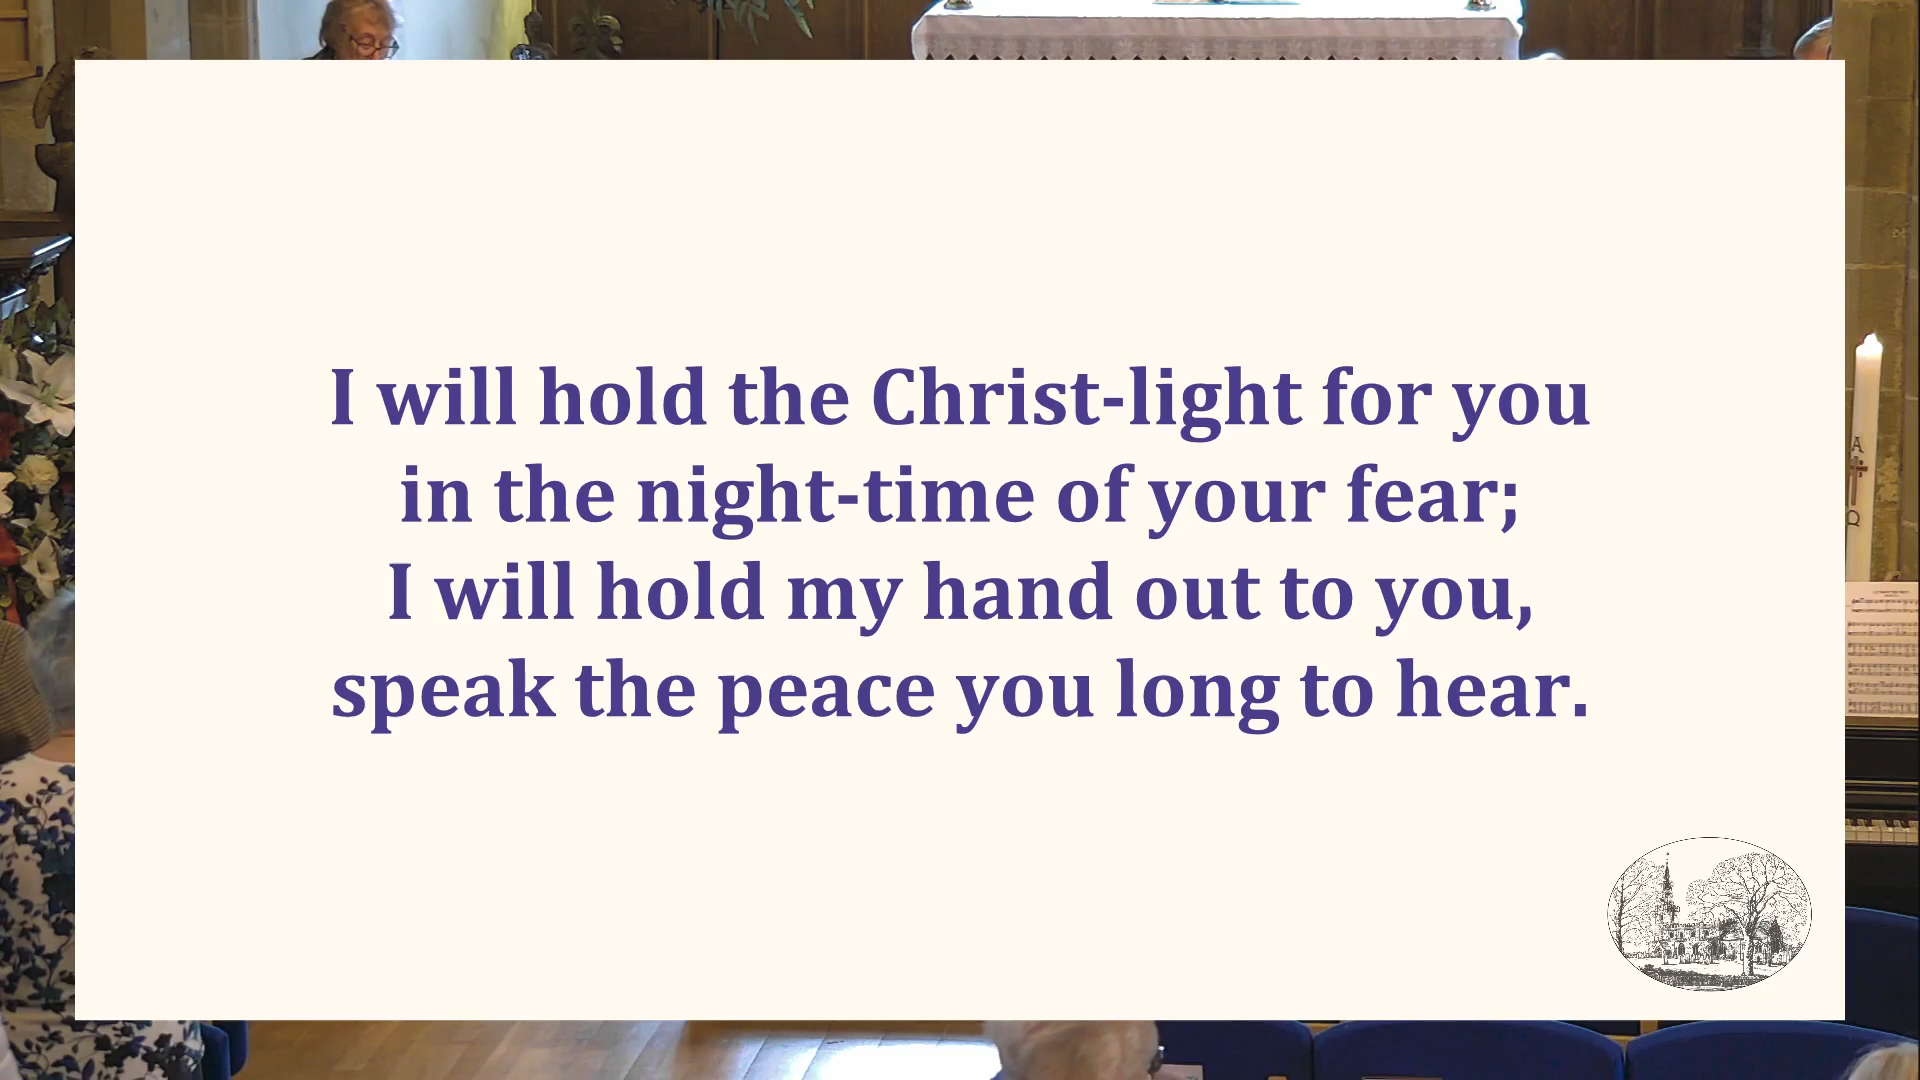 I will hold the Christ-light for you
in the night-time of your fear;
I will hold my hand out to you,
speak the peace you long to hear.
A
Ω